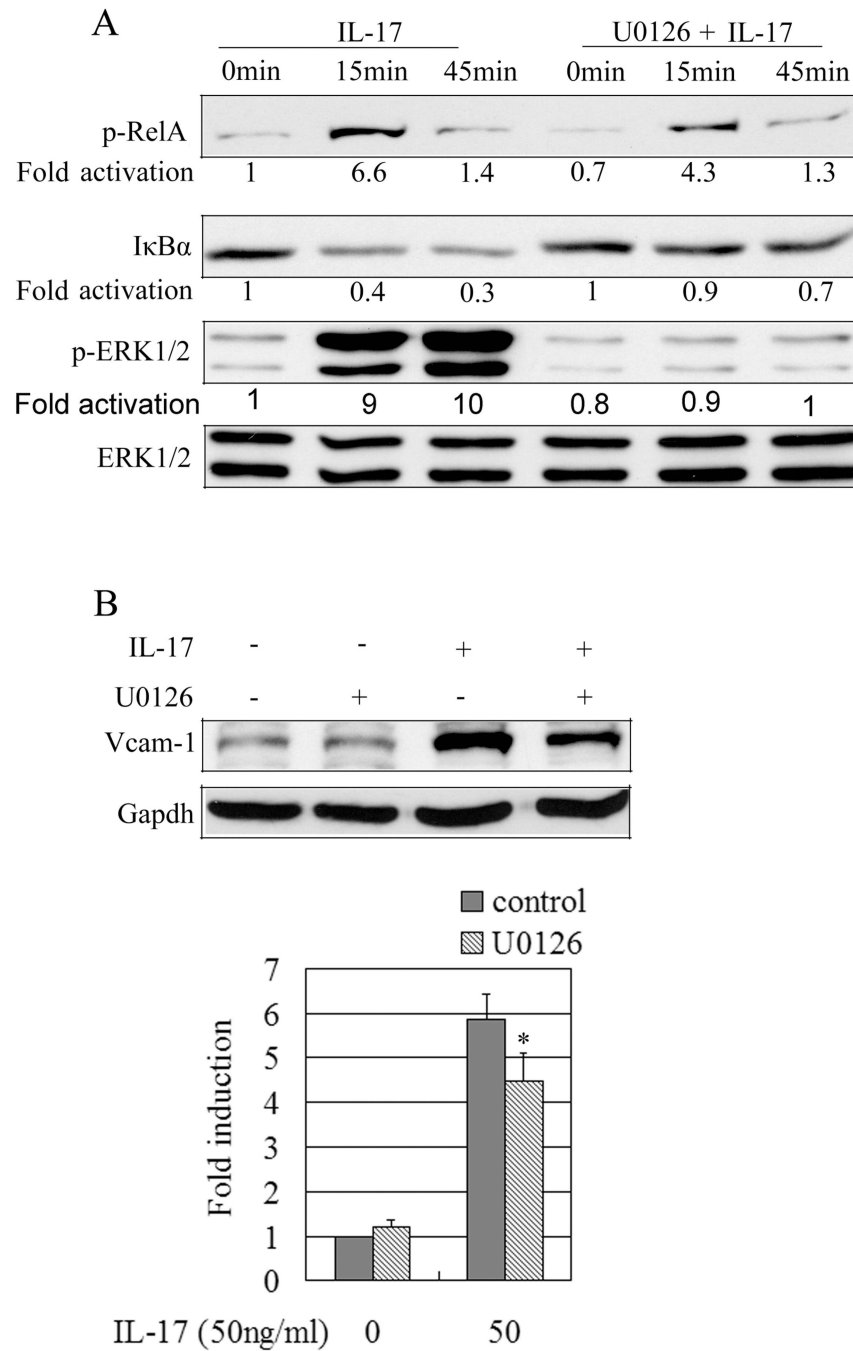 A
IL-17 U0126 + IL-17
0min 15min 45min 0min 15min 45min
p-RelA
Fold activation 1 6.6 1.4 0.7 4.3 1.3
IκBα
Fold activation 1 0.4 0.3 1 0.9 0.7
p-ERK1/2
Fold activation 1 9 10 0.8 0.9 1
ERK1/2
B
IL-17 - - + +
U0126 - + - +
Vcam-1
Gapdh
control
U0126
7
6
5
4
3
2
1
0
*
Fold induction
IL-17 (50ng/ml) 0 50